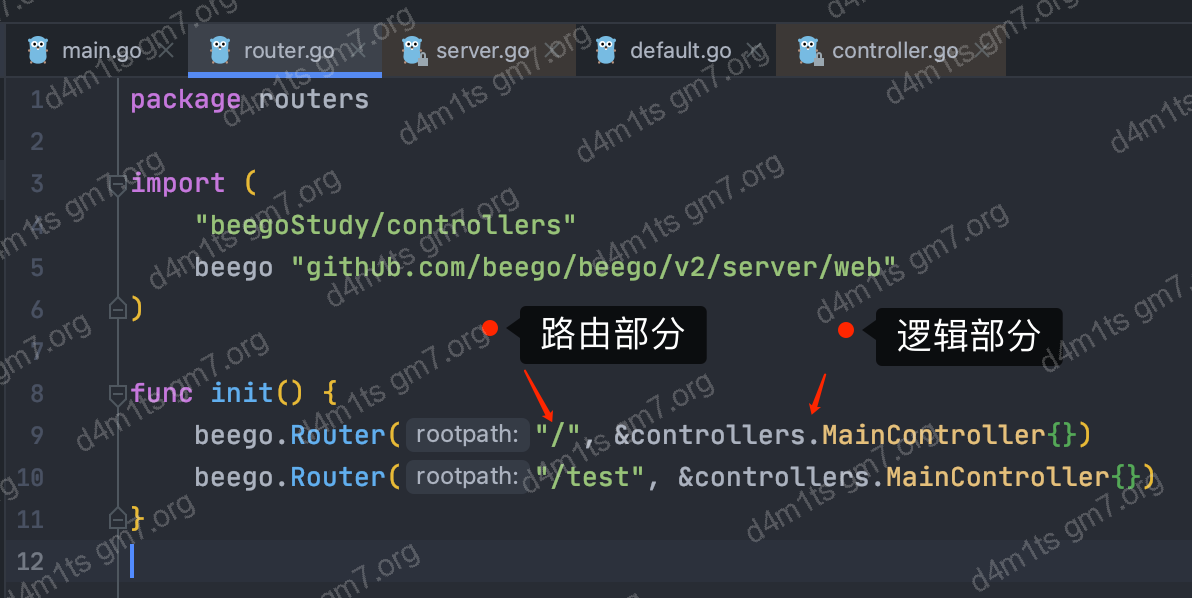 main.go router.go server.go default.go controller.go
1 package routers
2
3 import (
4 "beegoStudy/controllers"
5 beego "github.com/beego/beego/v2/server/web"
6 )
路由部分 逻辑部分
7
8 func init() {
9 beego.Router( rootpath: "/", &controllers.MainController{})
10 beego.Router( rootpath: "/test", &controllers.MainController{})
11 }
12
d4m1ts gm7.org